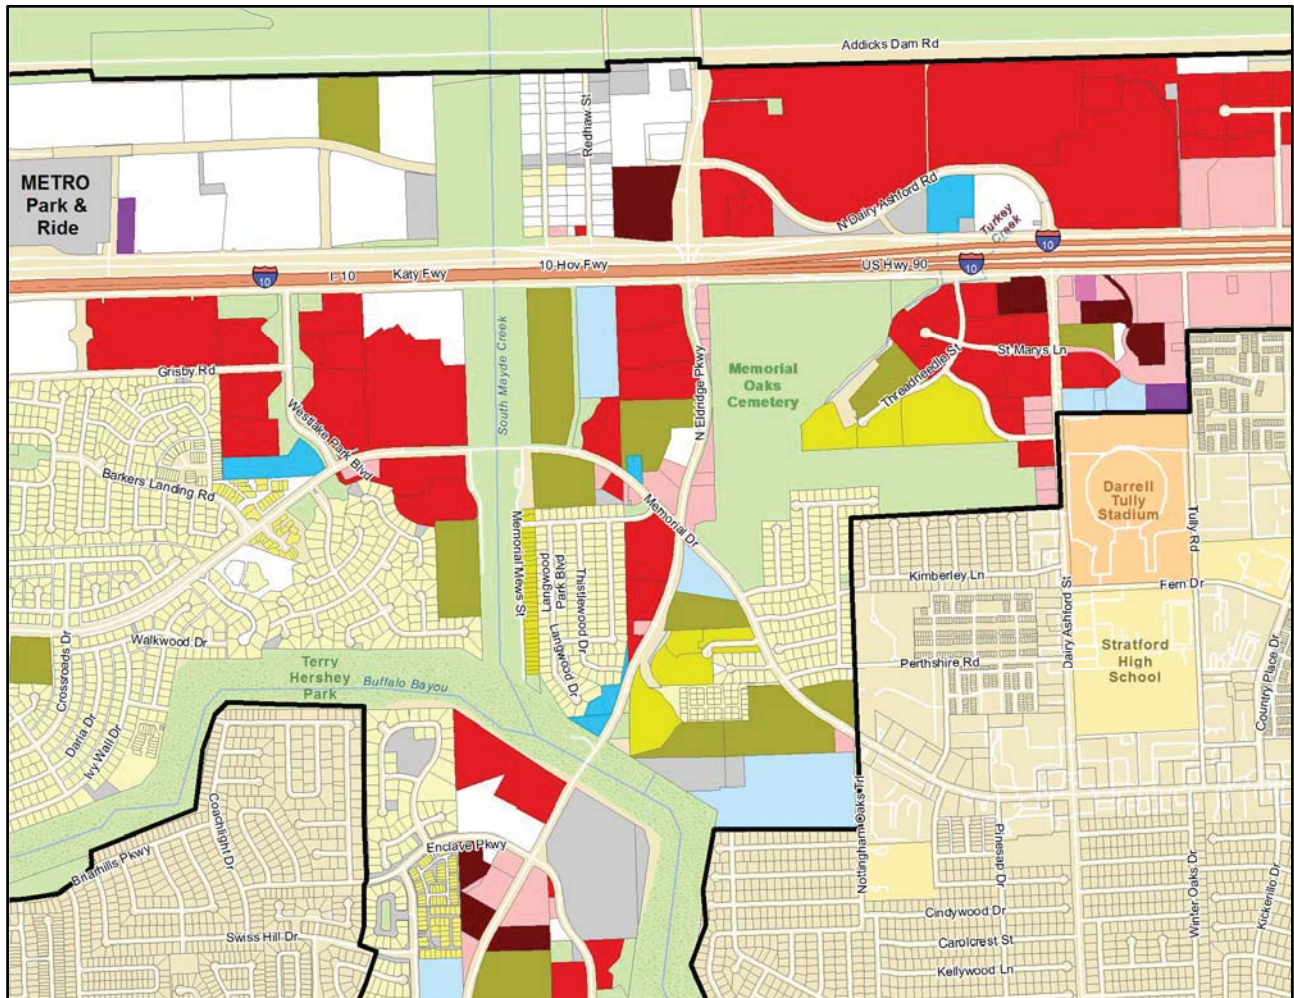 Addicks Dam Rd
Redhaw St
METRO
Park &
Ride
N Dairy Ashford Rd
Turkey
Creek
10
10
10
I-10
Katy Fwy
10 Hov Fwy
US Hwy 90
South Mayde Creek
N Eldridge Pkwy
Memorial
Oaks
Cemetery
Threadneedle St
St Marys Ln
Grisby Rd
Westlake Park Blvd
Barkers Landing Rd
Memorial Dr
Darrell
Tully
Stadium
Tully Rd
Memorial Mews St
Langwood
Park Blvd
Thistlewood Dr
Langwood Dr
Kimberley Ln
Fern Dr
Dairy Ashford St
Crossroads Dr
Walkwood Dr
Perthshire Rd
Stratford
High
School
Country Place Dr
Terry
Hershey
Park
Buffalo Bayou
Daria Dr
Ivy Wall Dr
Nottingham Oaks Trl
Coachlight Dr
Briarhills Pkwy
Enclave Pkwy
Pinesap Dr
Winter Oaks Dr
Kickerillo Dr
Cindywood Dr
Swiss Hill Dr
Carolcrest St
Kellywood Ln